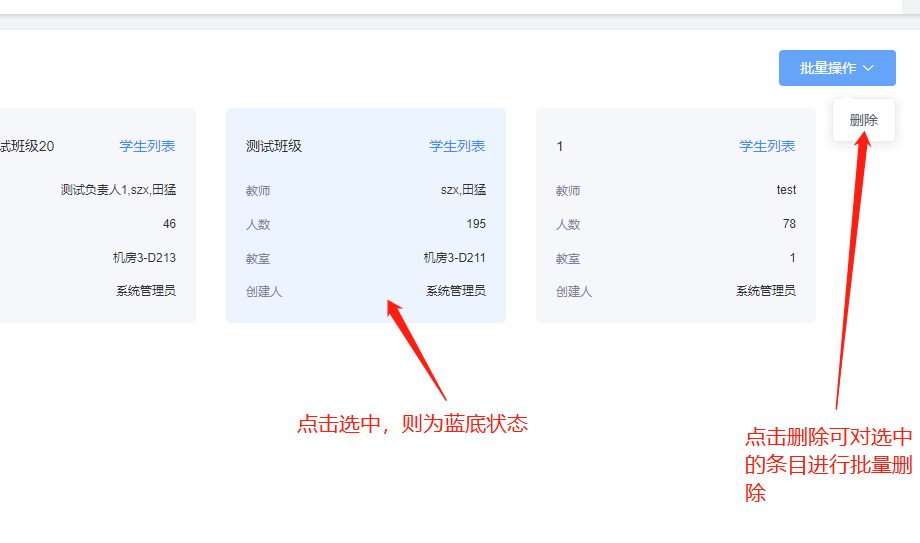 批量操作
删除
试班级20 学生列表
测试负责人1,szx,田猛
46
机房3-D213
系统管理员
测试班级 学生列表
教师 szx,田猛
人数 195
教室 机房3-D211
创建人 系统管理员
1 学生列表
教师 test
人数 78
教室 1
创建人 系统管理员
点击选中，则为蓝底状态
点击删除可对选中
的条目进行批量删
除